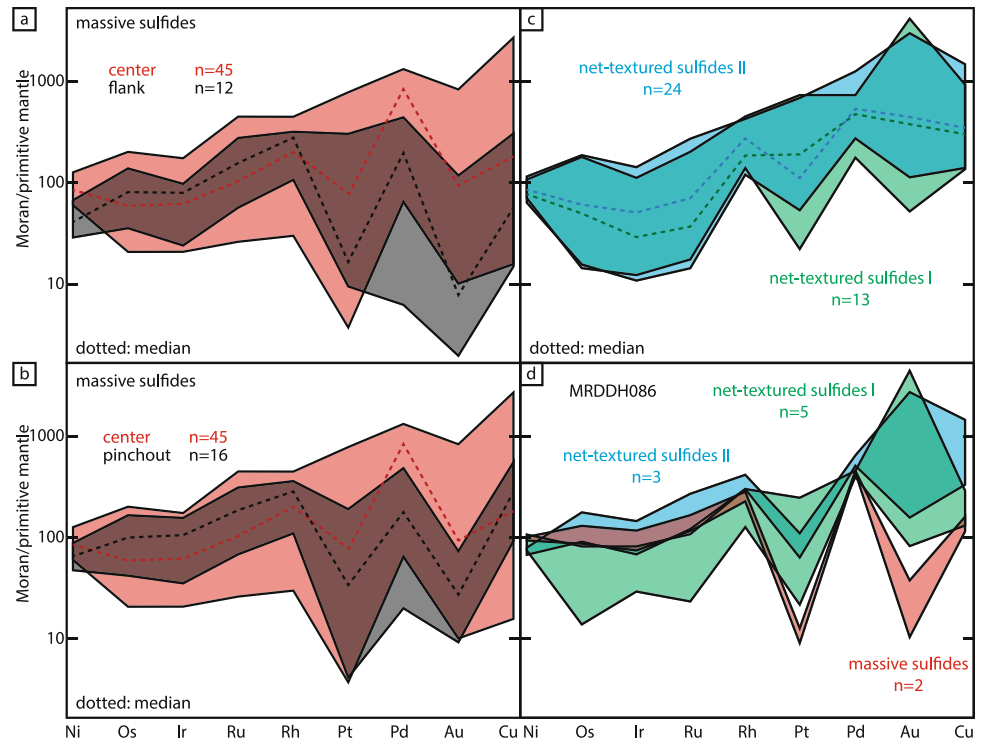 a
massive sulfides
center n=45
flank n=12
1000
100
10
Moran/primitive mantle
dotted: median
c
net-textured sulfides II
n=24
net-textured sulfides I
n=13
dotted: median
b
massive sulfides
center n=45
pinchout n=16
1000
100
10
Moran/primitive mantle
dotted: median
d
MRDDH086
net-textured sulfides I
n=5
net-textured sulfides II
n=3
massive sulfides
n=2
Ni Os Ir Ru Rh Pt Pd Au Cu
Ni Os Ir Ru Rh Pt Pd Au Cu